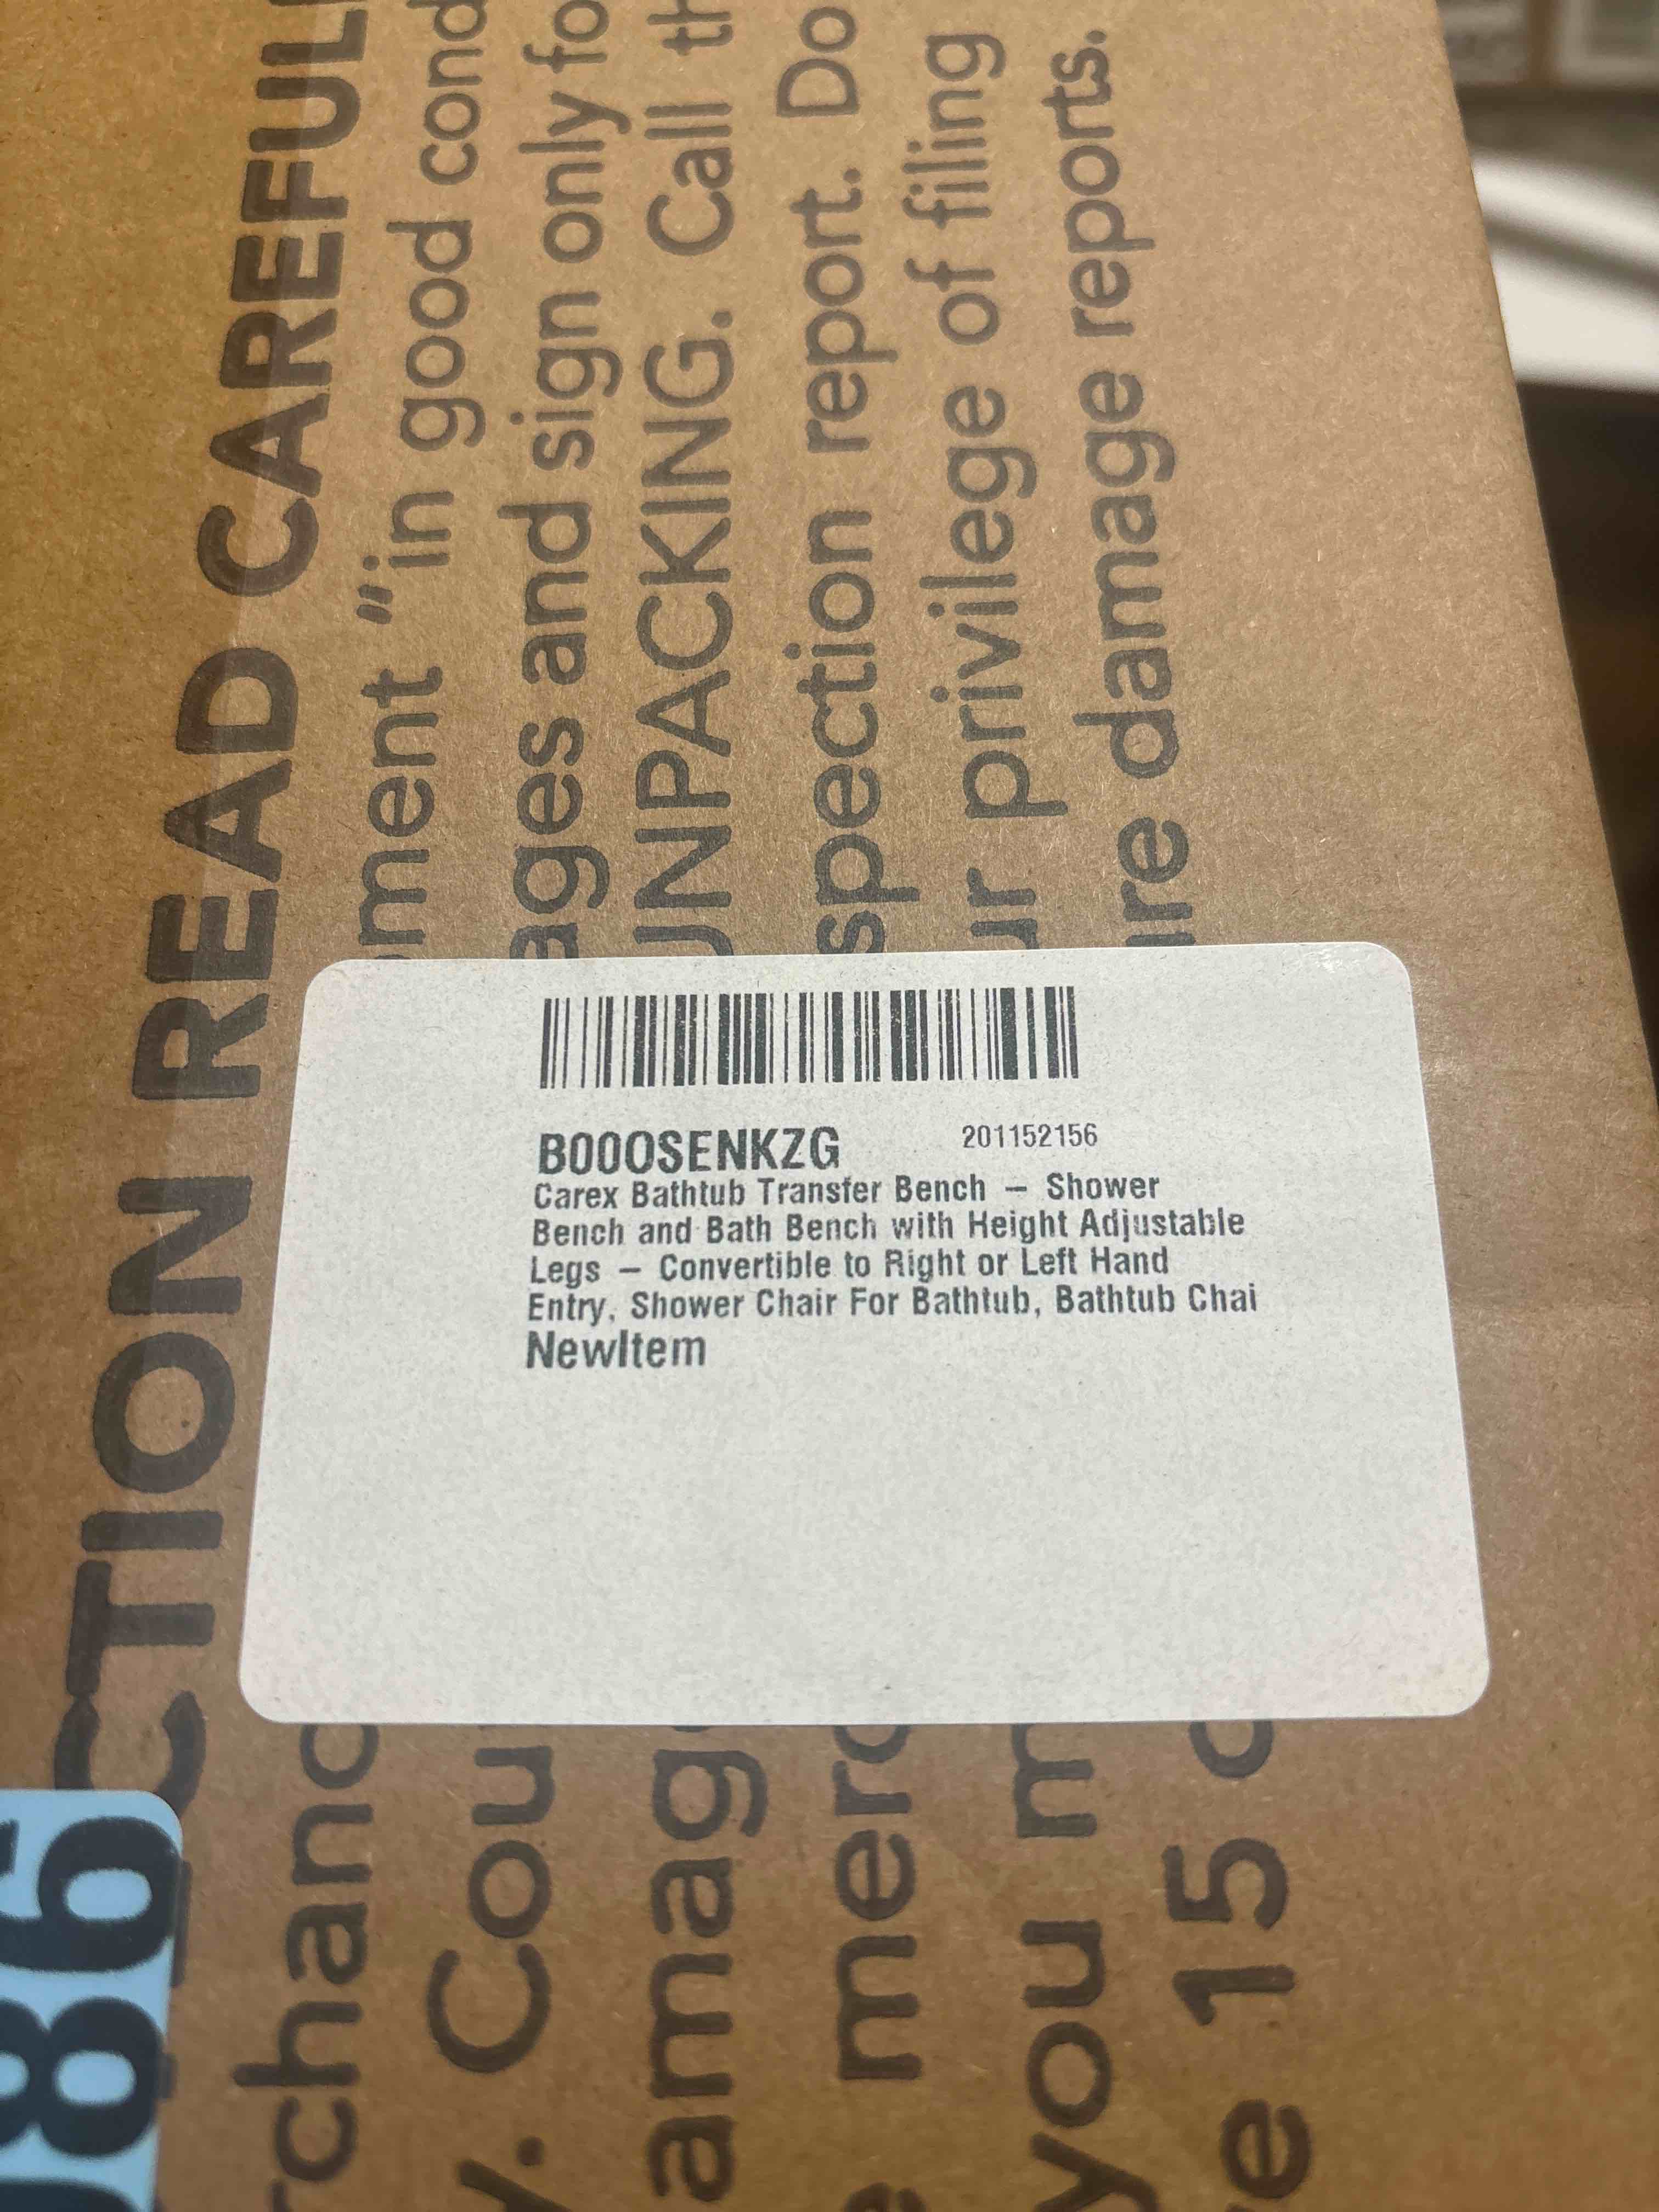 B000SENKZG 201152156
Carex Bathtub Transfer Bench – Shower
Bench and Bath Bench with Height Adjustable
Legs – Convertible to Right or Left Hand
Entry, Shower Chair For Bathtub, Bathtub Chai
NewItem
CTION READ CAREFUL
rchand ment "in good cond
y. Cou ages and sign only fo
amag UNPACKING. Call th
e merc spection report. Do
you m ur privilege of filing
e 15 d ure damage reports.
086